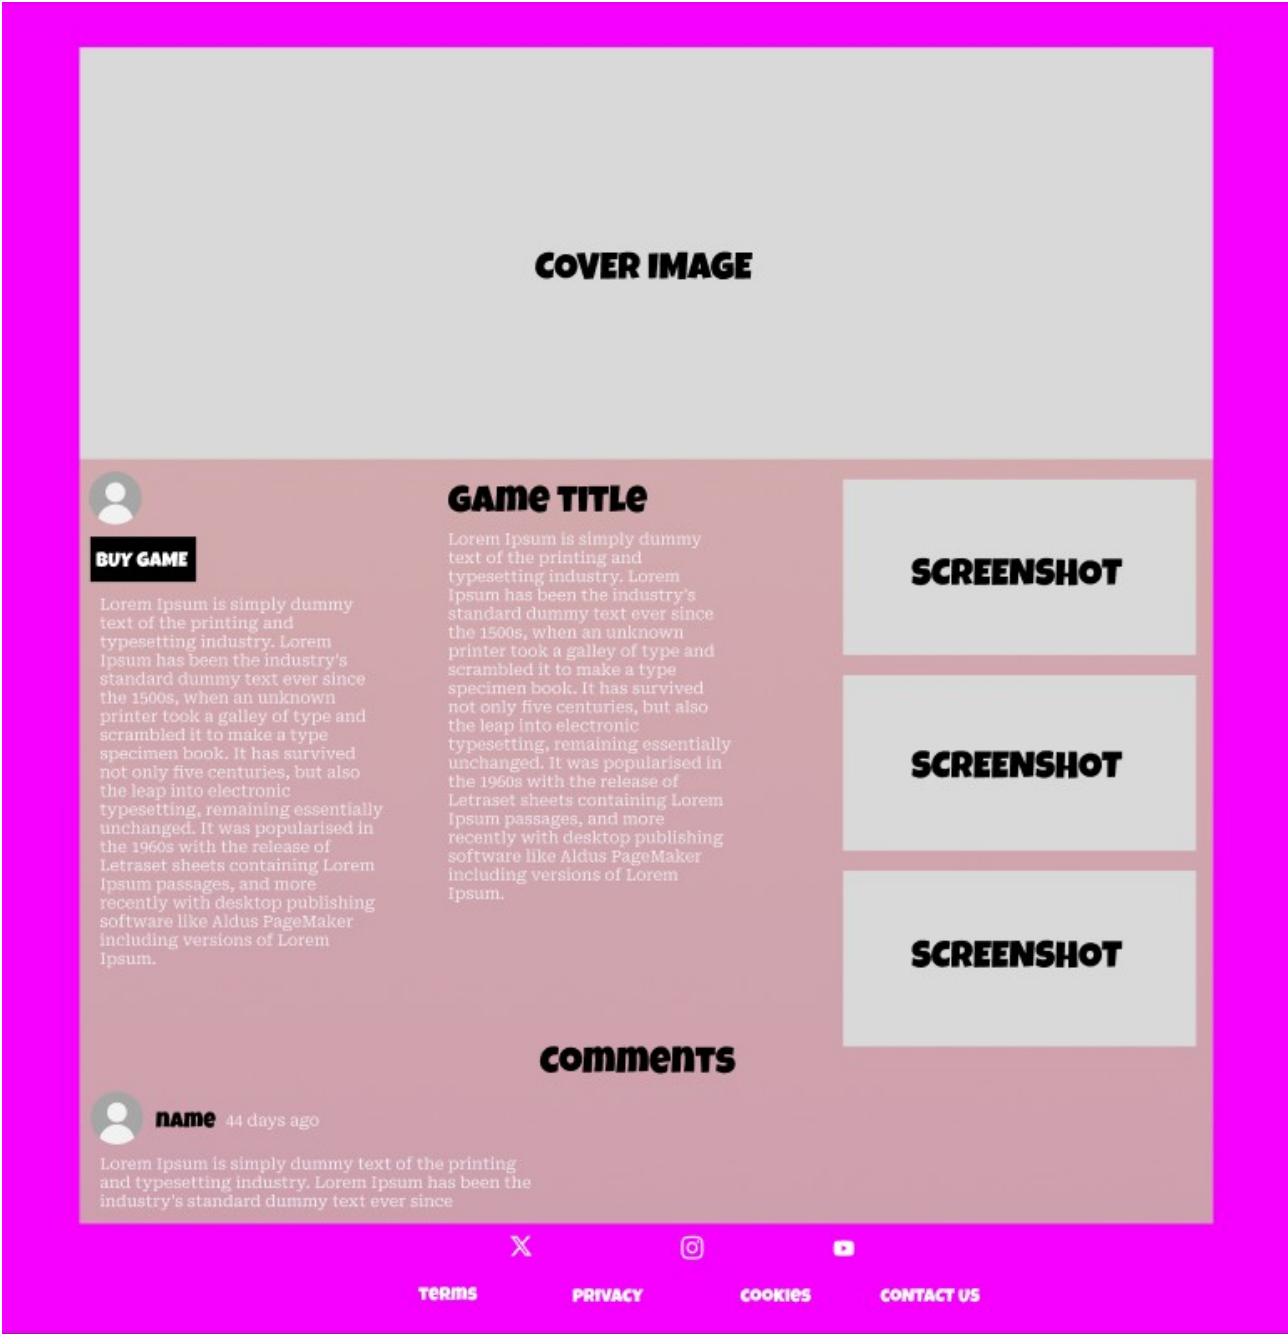 COVER IMAGE
BUY GAME
Lorem Ipsum is simply dummy
text of the printing and
typesetting industry. Lorem
Ipsum has been the industry's
standard dummy text ever since
the 1500s, when an unknown
printer took a galley of type and
scrambled it to make a type
specimen book. It has survived
not only five centuries, but also
the leap into electronic
typesetting, remaining essentially
unchanged. It was popularised in
the 1960s with the release of
Letraset sheets containing Lorem
Ipsum passages, and more
recently with desktop publishing
software like Aldus PageMaker
including versions of Lorem
Ipsum.
Game Title
Lorem Ipsum is simply dummy
text of the printing and
typesetting industry. Lorem
Ipsum has been the industry's
standard dummy text ever since
the 1500s, when an unknown
printer took a galley of type and
scrambled it to make a type
specimen book. It has survived
not only five centuries, but also
the leap into electronic
typesetting, remaining essentially
unchanged. It was popularised in
the 1960s with the release of
Letraset sheets containing Lorem
Ipsum passages, and more
recently with desktop publishing
software like Aldus PageMaker
including versions of Lorem
Ipsum.
SCREENSHOT
SCREENSHOT
SCREENSHOT
Comments
name 44 days ago
Lorem Ipsum is simply dummy text of the printing
and typesetting industry. Lorem Ipsum has been the
industry's standard dummy text ever since
Terms Privacy Cookies Contact Us